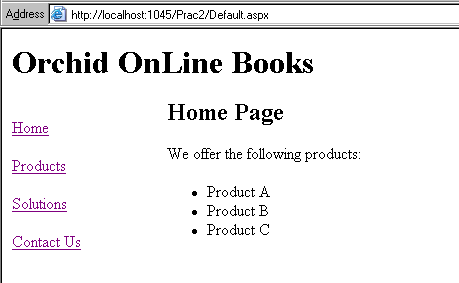 Address http://localhost:1045/Prac2/Default.aspx
Orchid OnLine Books
Home Page
Home
We offer the following products:
Products
Product A
Product B
Solutions
Product C
Contact Us